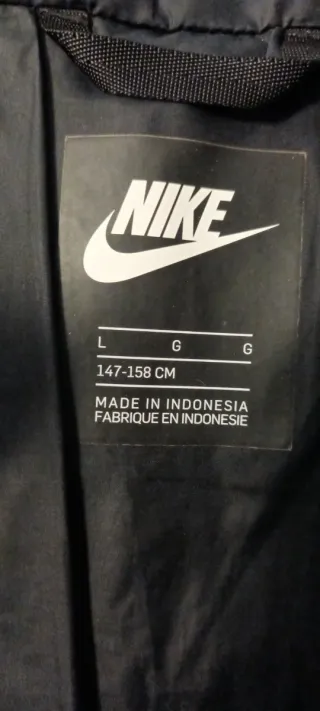 NIKE
L G G
147-158 CM
MADE IN INDONESIA
FABRIQUE EN INDONESIE